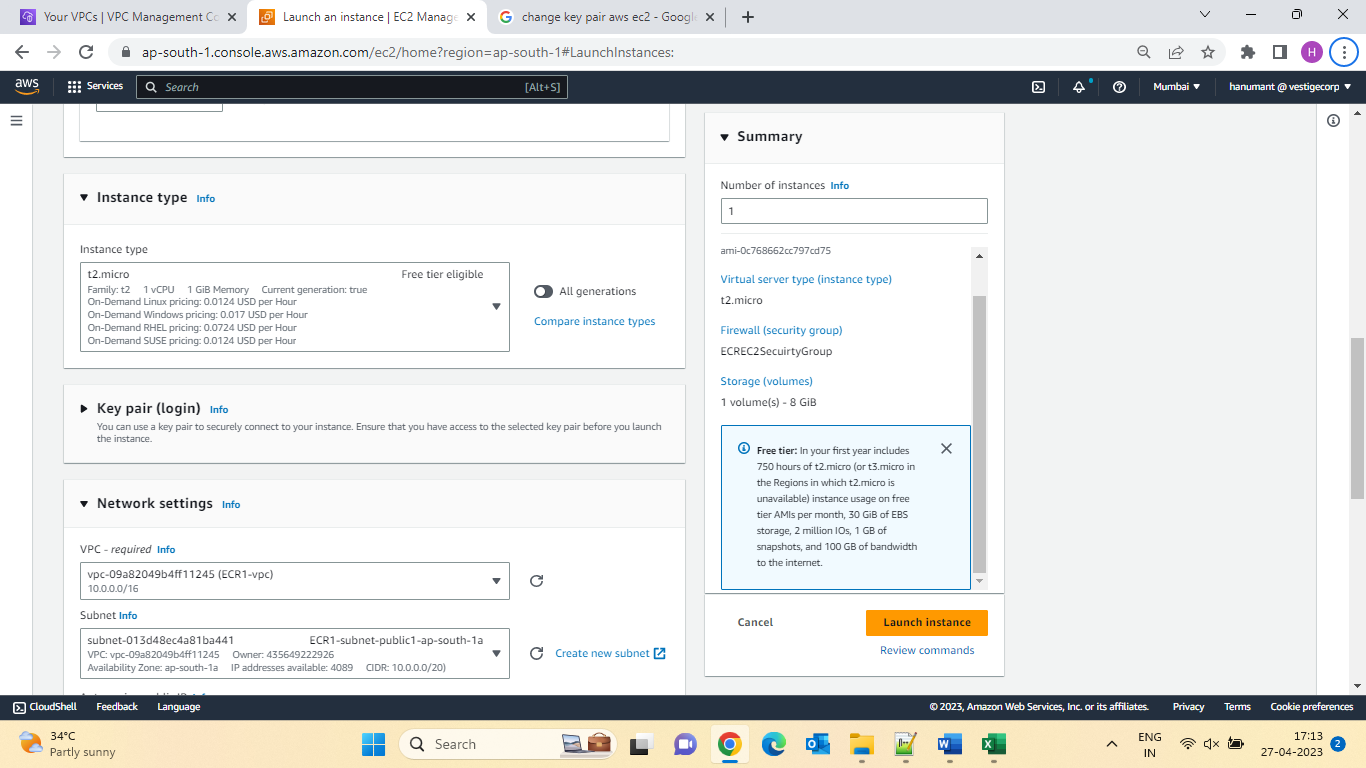 Your VPCs | VPC Management Co
Launch an instance | EC2 Manage
change key pair aws ec2 - Googl
ap-south-1.console.aws.amazon.com/ec2/home?region=ap-south-1#LaunchInstances:
H
aws
Services
Search
[Alt+S]
Mumbai
hanumant @ vestigecorp
Instance type Info
Instance type
t2.micro Free tier eligible
Family: t2 1 vCPU 1 GiB Memory Current generation: true
On-Demand Linux pricing: 0.0124 USD per Hour
On-Demand Windows pricing: 0.017 USD per Hour
On-Demand RHEL pricing: 0.0724 USD per Hour
On-Demand SUSE pricing: 0.0124 USD per Hour
All generations
Compare instance types
Key pair (login) Info
You can use a key pair to securely connect to your instance. Ensure that you have access to the selected key pair before you launch
the instance.
Network settings Info
VPC - required Info
vpc-09a82049b4ff11245 (ECR1-vpc)
10.0.0.0/16
Subnet Info
subnet-013d48ec4a81ba441 ECR1-subnet-public1-ap-south-1a
VPC: vpc-09a82049b4ff11245 Owner: 435649222926
Availability Zone: ap-south-1a IP addresses available: 4089 CIDR: 10.0.0.0/20)
Create new subnet
Summary
Number of instances Info
1
ami-0c768662cc797cd75
Virtual server type (instance type)
t2.micro
Firewall (security group)
ECREC2SecuirtyGroup
Storage (volumes)
1 volume(s) - 8 GiB
Free tier: In your first year includes
750 hours of t2.micro (or t3.micro in
the Regions in which t2.micro is
unavailable) instance usage on free
tier AMIs per month, 30 GiB of EBS
storage, 2 million IOs, 1 GB of
snapshots, and 100 GB of bandwidth
to the internet.
Cancel
Launch instance
Review commands
CloudShell
Feedback
Language
© 2023, Amazon Web Services, Inc. or its affiliates.
Privacy
Terms
Cookie preferences
34°C
Partly sunny
Search
ENG
IN
17:13
27-04-2023
2